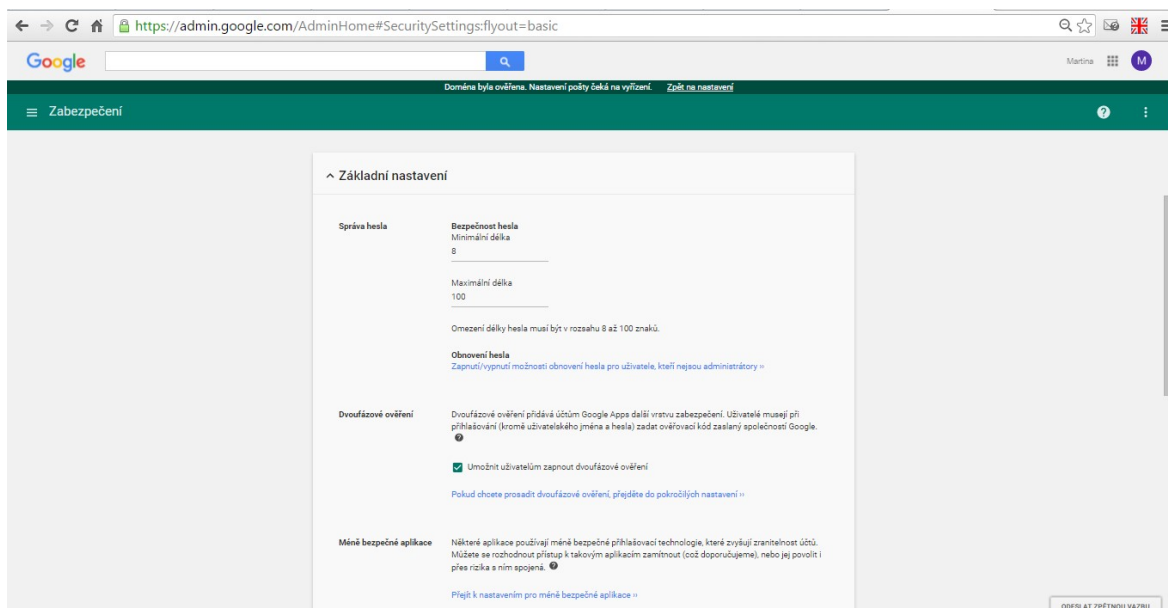 https://admin.google.com/AdminHome#SecuritySettings:flyout=basic
Google
Martina
M
Doména byla ověřena. Nastavení pošty čeká na vyřízení. Zpět na nastavení
Zabezpečení
Základní nastavení
Správa hesla
Bezpečnost hesla
Minimální délka
8
Maximální délka
100
Omezení délky hesla musí být v rozsahu 8 až 100 znaků.
Obnovení hesla
Zapnutí/vypnutí možnosti obnovení hesla pro uživatele, kteří nejsou administrátory »
Dvoufázové ověření
Dvoufázové ověření přidává účtům Google Apps další vrstvu zabezpečení. Uživatelé musejí při
přihlašování (kromě uživatelského jména a hesla) zadat ověřovací kód zaslaný společností Google.
Umožnit uživatelům zapnout dvoufázové ověření
Pokud chcete prosadit dvoufázové ověření, přejděte do pokročilých nastavení »
Méně bezpečné aplikace
Některé aplikace používají méně bezpečné přihlašovací technologie, které zvyšují zranitelnost účtů.
Můžete se rozhodnout přístup k takovým aplikacím zamítnout (což doporučujeme), nebo jej povolit i
přes rizika s ním spojená.
Přejít k nastavením pro méně bezpečné aplikace »
ODESLAT ZPĚTNOU VAZBU